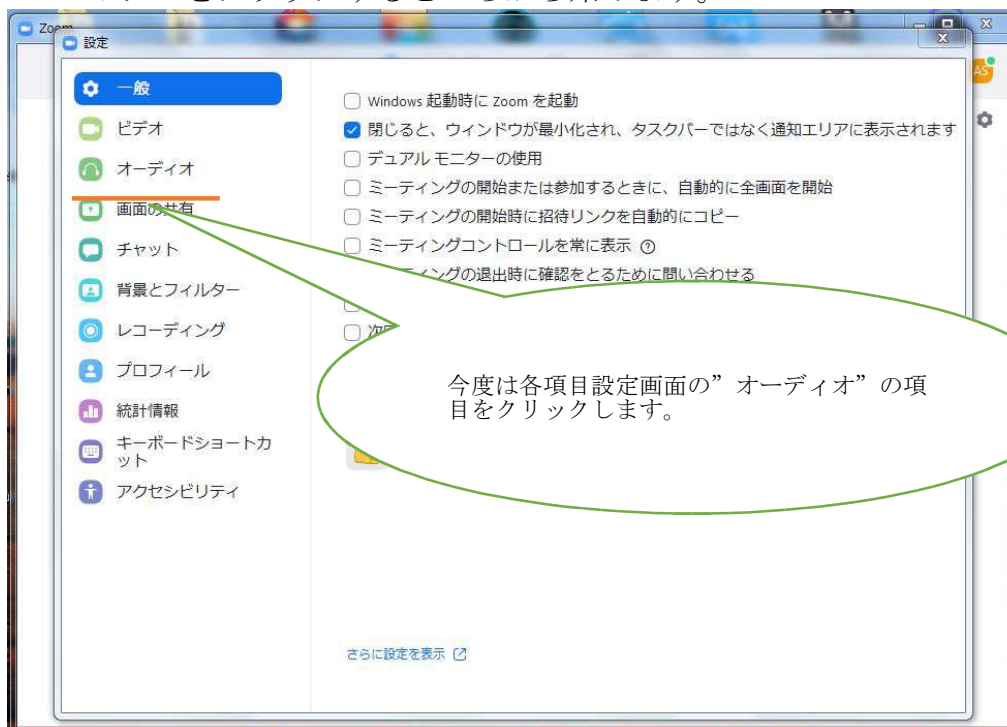 Zoom
設定
AS
一般
ビデオ
オーディオ
画面の共有
チャット
背景とフィルター
レコーディング
プロフィール
統計情報
キーボードショートカ
ット
アクセシビリティ
Windows 起動時に Zoom を起動
閉じると、ウィンドウが最小化され、タスクバーではなく通知エリアに表示されます
デュアル モニターの使用
ミーティングの開始または参加するときに、自動的に全画面を開始
ミーティングの開始時に招待リンクを自動的にコピー
ミーティングコントロールを常に表示
ミーティングの退出時に確認をとるために問い合わせる
今度は各項目設定画面の”オーディオ”の項
目をクリックします。
さらに設定を表示